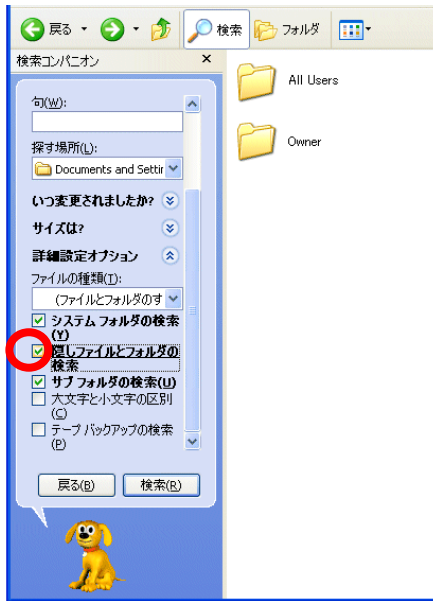 戻る
検索
フォルダ
検索コンパニオン
All Users
句(W):
Owner
探す場所(L):
Documents and Settir
いつ変更されましたか?
サイズは?
詳細設定オプション
ファイルの種類(T):
(ファイルとフォルダのす
システム フォルダの検索
(Y)
隠しファイルとフォルダの
検索
サブ フォルダの検索(U)
大文字と小文字の区別
(C)
テープ バックアップの検索
(P)
戻る(B)
検索(R)